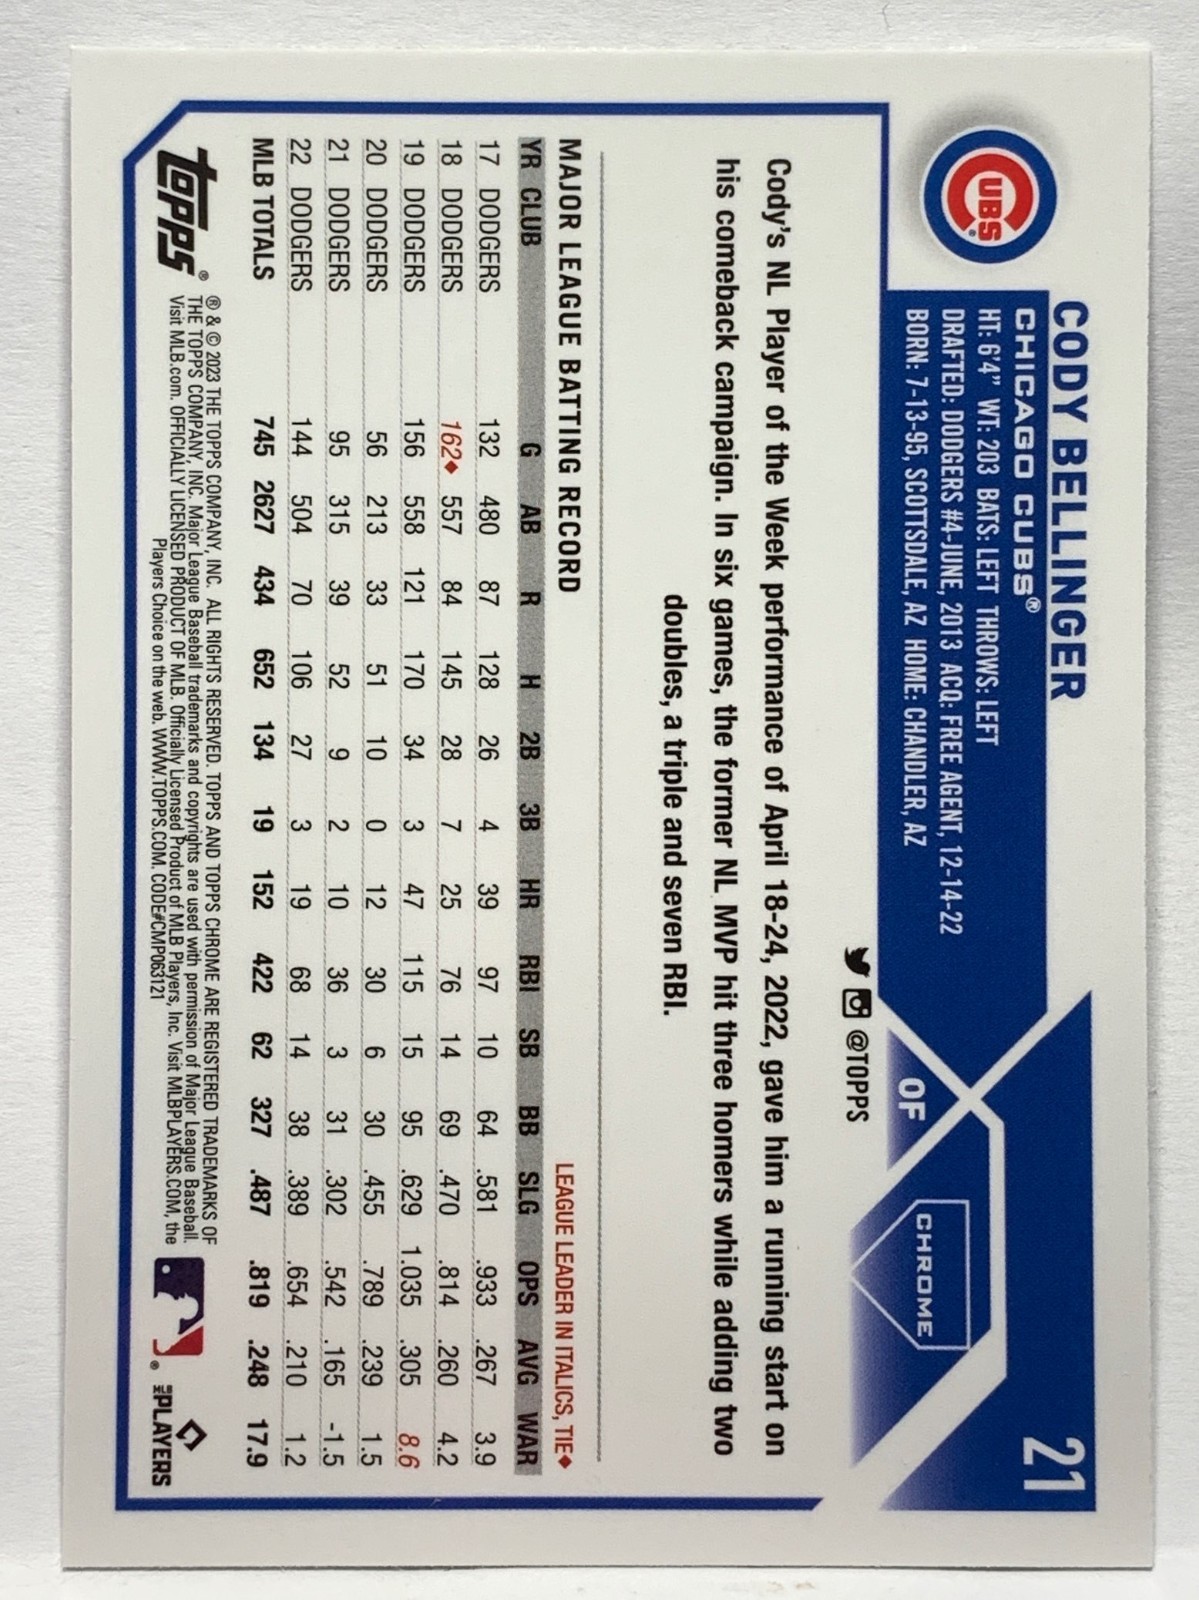 21
CUBS®
CODY BELLINGER
CHICAGO CUBS®
HT: 6'4" WT: 203 BATS: LEFT THROWS: LEFT
DRAFTED: DODGERS #4-JUNE, 2013 ACQ: FREE AGENT, 12-14-22
BORN: 7-13-95, SCOTTSDALE, AZ HOME: CHANDLER, AZ
OF
CHROME
@TOPPS
Cody's NL Player of the Week performance of April 18-24, 2022, gave him a running start on
his comeback campaign. In six games, the former NL MVP hit three homers while adding two
doubles, a triple and seven RBI.
MAJOR LEAGUE BATTING RECORD LEAGUE LEADER IN ITALICS, TIE♦
YR CLUB G AB R H 2B 3B HR RBI SB BB SLG OPS AVG WAR
17 DODGERS 132 480 87 128 26 4 39 97 10 64 .581 .933 .267 3.9
18 DODGERS 162♦ 557 84 145 28 7 25 76 14 69 .470 .814 .260 4.2
19 DODGERS 156 558 121 170 34 3 47 115 15 95 .629 1.035 .305 8.6
20 DODGERS 56 213 33 51 10 0 12 30 6 30 .455 .789 .239 1.5
21 DODGERS 95 315 39 52 9 2 10 36 3 31 .302 .542 .165 -1.5
22 DODGERS 144 504 70 106 27 3 19 68 14 38 .389 .654 .210 1.2
MLB TOTALS 745 2627 434 652 134 19 152 422 62 327 .487 .819 .248 17.9
topps®
® & © 2023 THE TOPPS COMPANY, INC. ALL RIGHTS RESERVED. TOPPS AND TOPPS CHROME ARE REGISTERED TRADEMARKS OF
THE TOPPS COMPANY, INC. Major League Baseball trademarks and copyrights are used with permission of Major League Baseball.
Visit MLB.com. OFFICIALLY LICENSED PRODUCT OF MLB. Officially Licensed Product of MLB Players, Inc. Visit MLBPLAYERS.COM, the
Players Choice on the web. WWW.TOPPS.COM. CODE#CMP063121
®
MLB PLAYERS